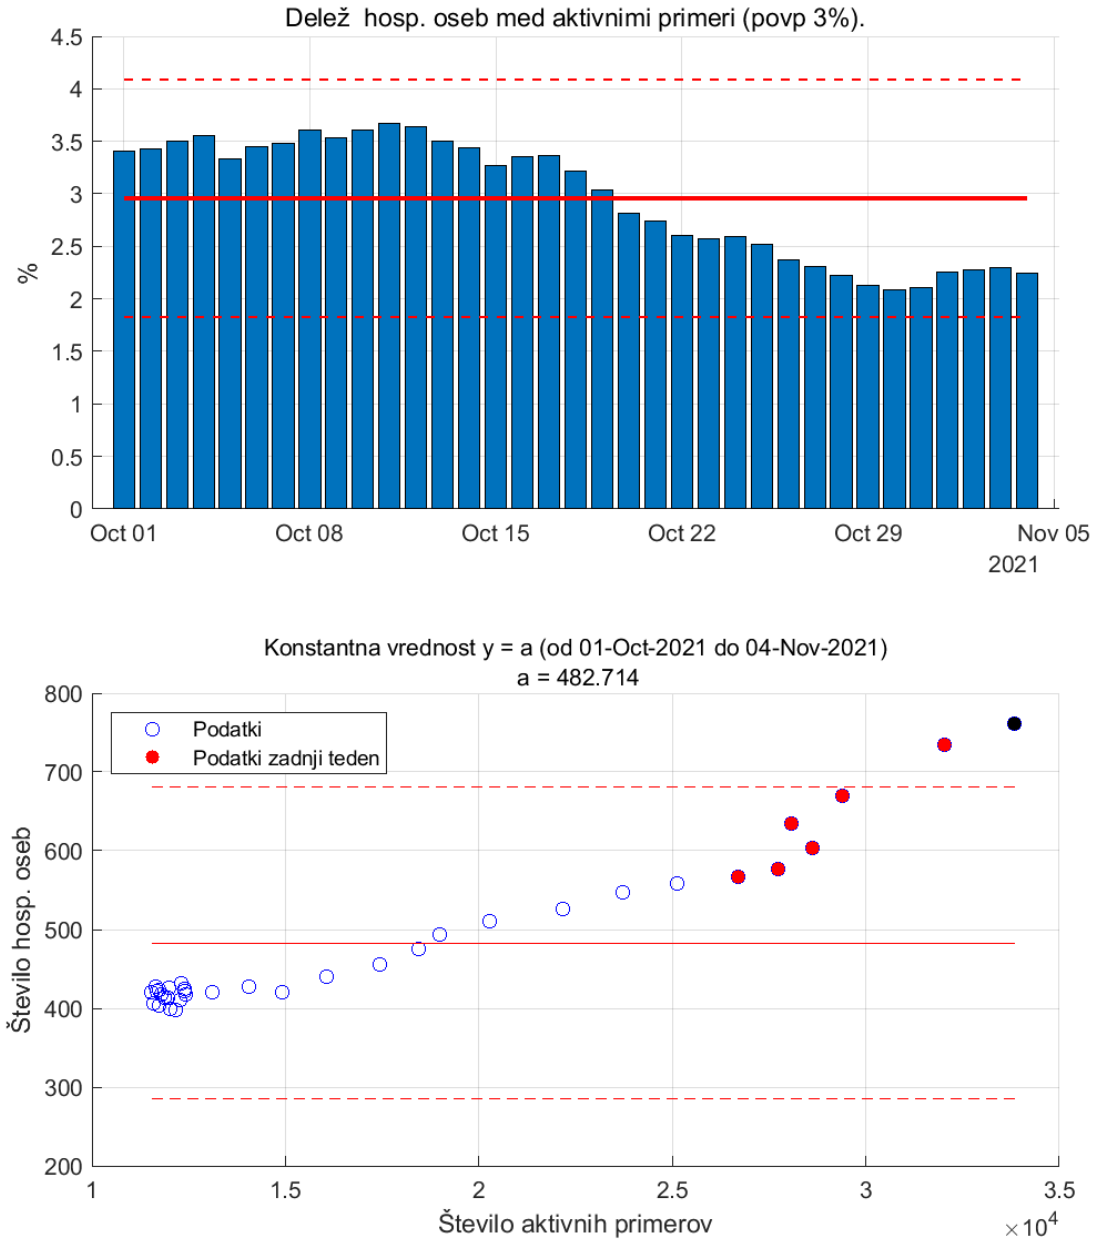 Delež  hosp. oseb med aktivnimi primeri (povp 3%).
4.5
4
3.5
3
2.5
2
1.5
1
0.5
0
%
Oct 01 Oct 08 Oct 15 Oct 22 Oct 29 Nov 05
2021
Konstantna vrednost y = a (od 01-Oct-2021 do 04-Nov-2021)
a = 482.714
800
700
600
500
400
300
200
Število hosp. oseb
Podatki
Podatki zadnji teden
1 1.5 2 2.5 3 3.5
Število aktivnih primerov
×10⁴